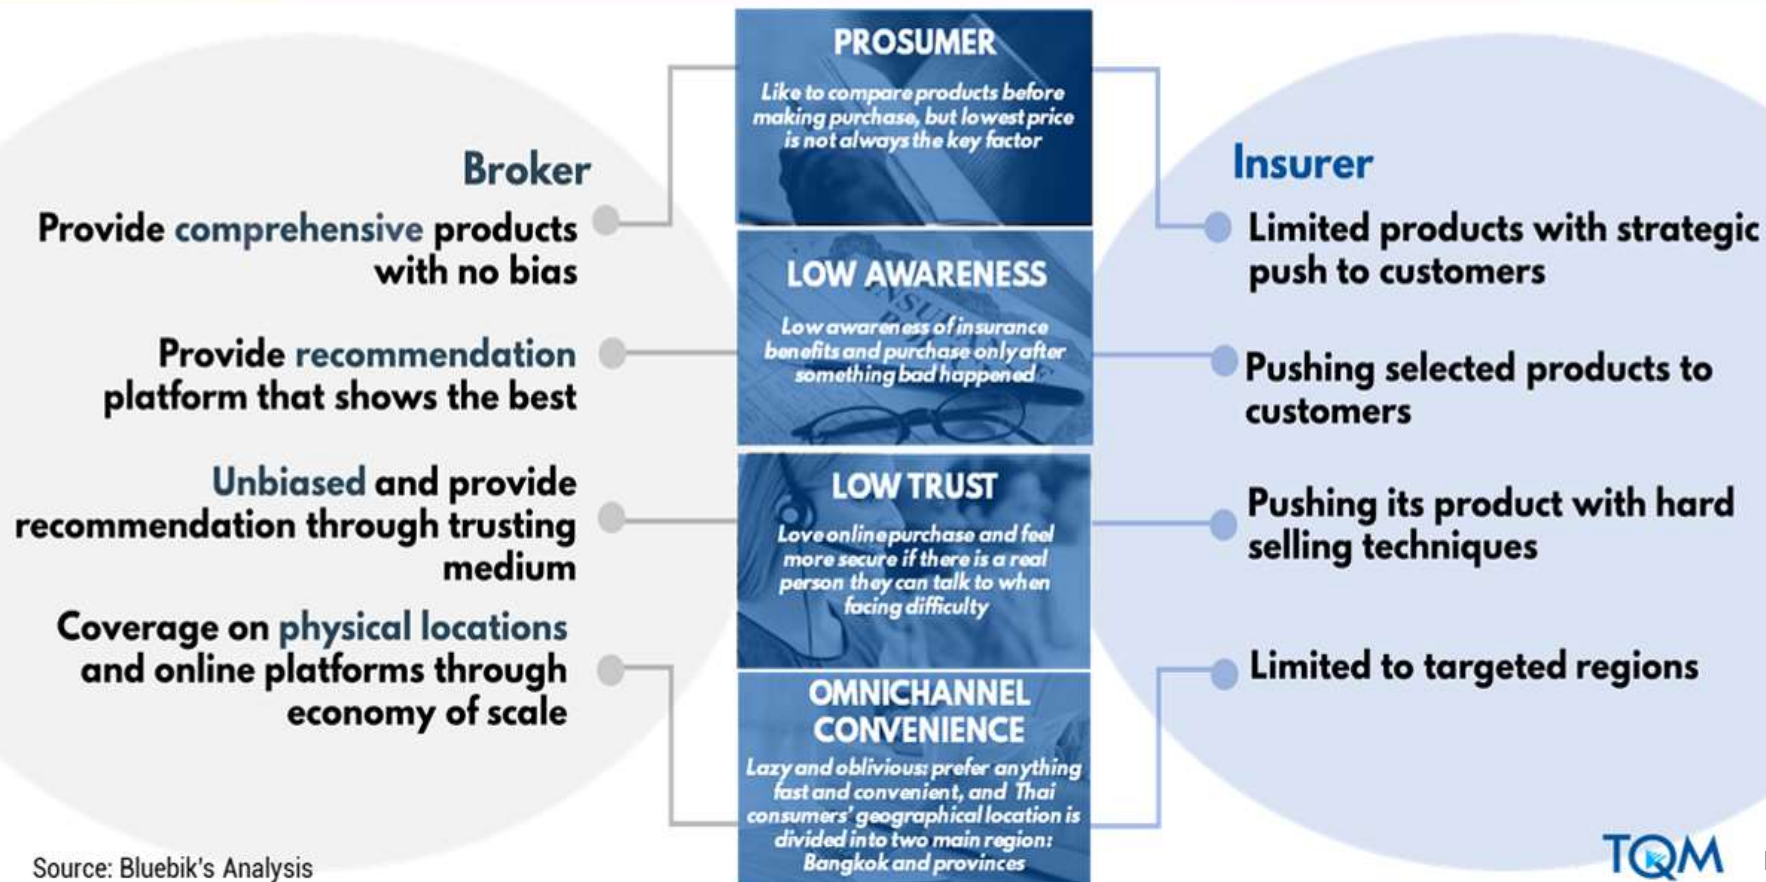 Broker
Provide comprehensive products
with no bias
Provide recommendation
platform that shows the best
Unbiased and provide
recommendation through trusting
medium
Coverage on physical locations
and online platforms through
economy of scale
PROSUMER
Like to compare products before
making purchase, but lowest price
is not always the key factor
LOW AWARENESS
Low awareness of insurance
benefits and purchase only after
something bad happened
LOW TRUST
Love online purchase and feel
more secure if there is a real
person they can talk to when
facing difficulty
OMNICHANNEL
CONVENIENCE
Lazy and oblivious: prefer anything
fast and convenient, and Thai
consumers' geographical location is
divided into two main region:
Bangkok and provinces
Insurer
Limited products with strategic
push to customers
Pushing selected products to
customers
Pushing its product with hard
selling techniques
Limited to targeted regions
Source: Bluebik's Analysis
TQM